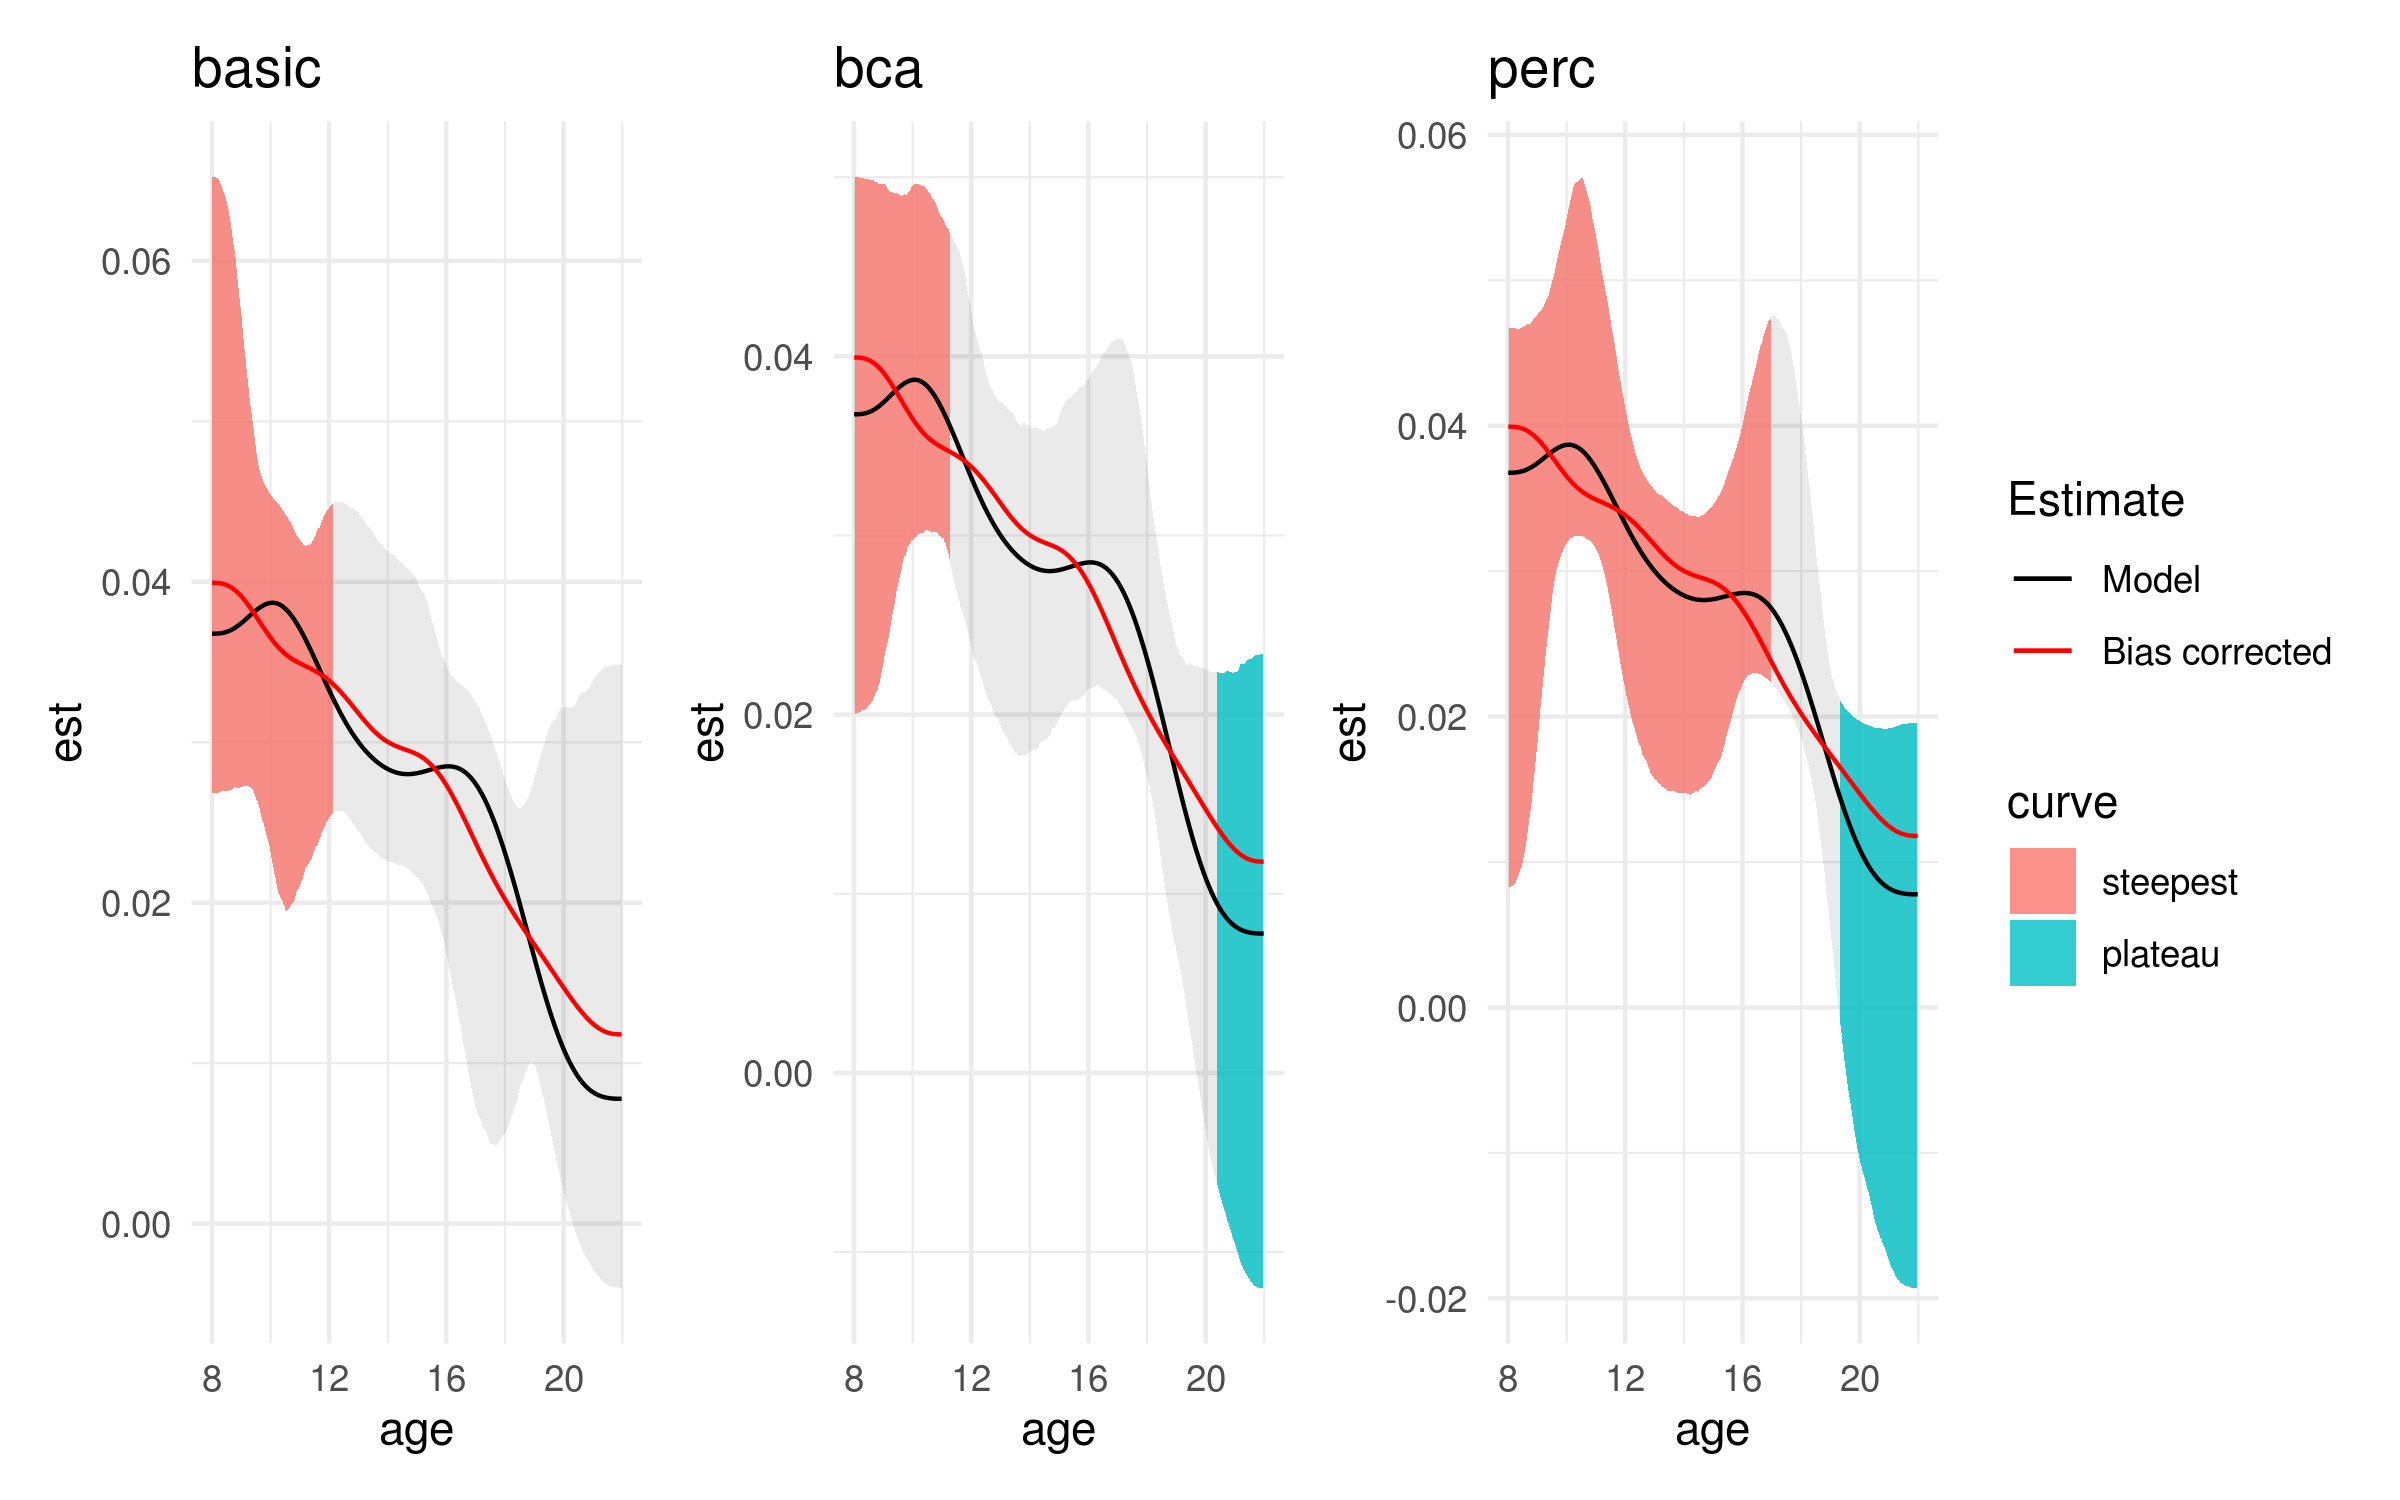 basic
bca
perc
est
0.06
0.04
0.02
0.00
8 12 16 20
age
est
0.04
0.02
0.00
8 12 16 20
age
est
0.06
0.04
0.02
0.00
-0.02
8 12 16 20
age
Estimate
Model
Bias corrected
curve
steepest
plateau